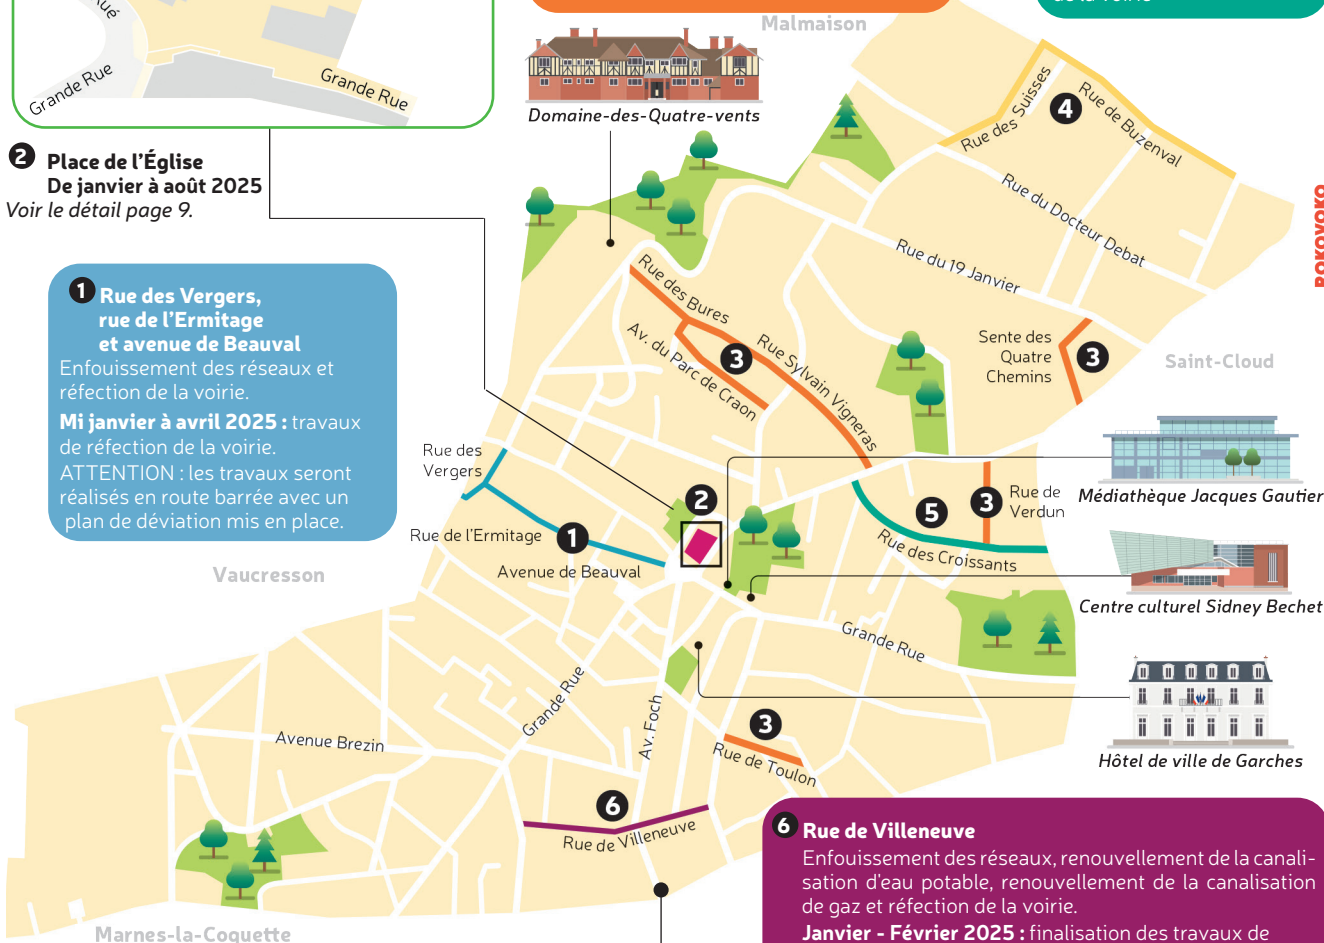 de la voirie
Malmaison
Grande Rue
Grande Rue
Domaine-des-Quatre-vents
2 Place de l'Église
De janvier à août 2025
Voir le détail page 9.
1 Rue des Vergers,
rue de l'Ermitage
et avenue de Beauval
Enfouissement des réseaux et
réfection de la voirie.
Mi janvier à avril 2025 : travaux
de réfection de la voirie.
ATTENTION : les travaux seront
réalisés en route barrée avec un
plan de déviation mis en place.
Rue des Suisses
4
Rue de Buzenval
Rue du Docteur Debat
ROKOVOKO
Rue du 19 Janvier
Rue des Bures
Av. du Parc de Craon
3
Rue Sylvain Vigneras
Sente des
Quatre
Chemins
3
Saint-Cloud
Rue des
Vergers
2
5
3
Rue de
Verdun
Médiathèque Jacques Gautier
Rue de l'Ermitage
1
Avenue de Beauval
Rue des Croissants
Vaucresson
Centre culturel Sidney Bechet
Grande Rue
Grande Rue
Av. Foch
3
Rue de Toulon
Avenue Brezin
Hôtel de ville de Garches
6
Rue de Villeneuve
Marnes-la-Coquette
6 Rue de Villeneuve
Enfouissement des réseaux, renouvellement de la canali-
sation d'eau potable, renouvellement de la canalisation
de gaz et réfection de la voirie.
Janvier - Février 2025 : finalisation des travaux de